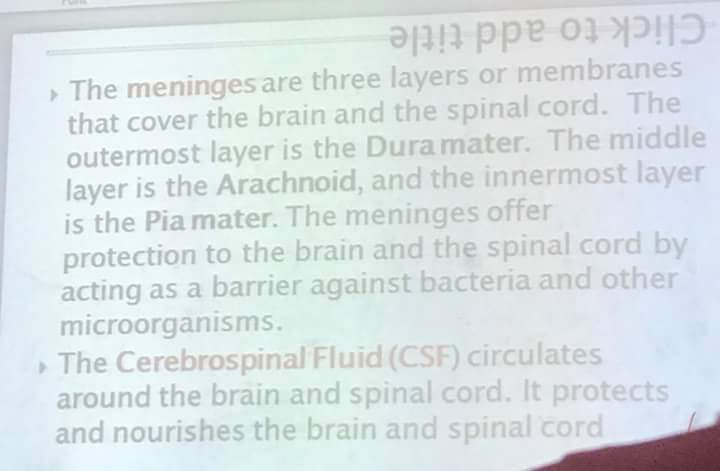 Click to add title
The meninges are three layers or membranes
that cover the brain and the spinal cord. The
outermost layer is the Dura mater. The middle
layer is the Arachnoid, and the innermost layer
is the Pia mater. The meninges offer
protection to the brain and the spinal cord by
acting as a barrier against bacteria and other
microorganisms.
The Cerebrospinal Fluid (CSF) circulates
around the brain and spinal cord. It protects
and nourishes the brain and spinal cord